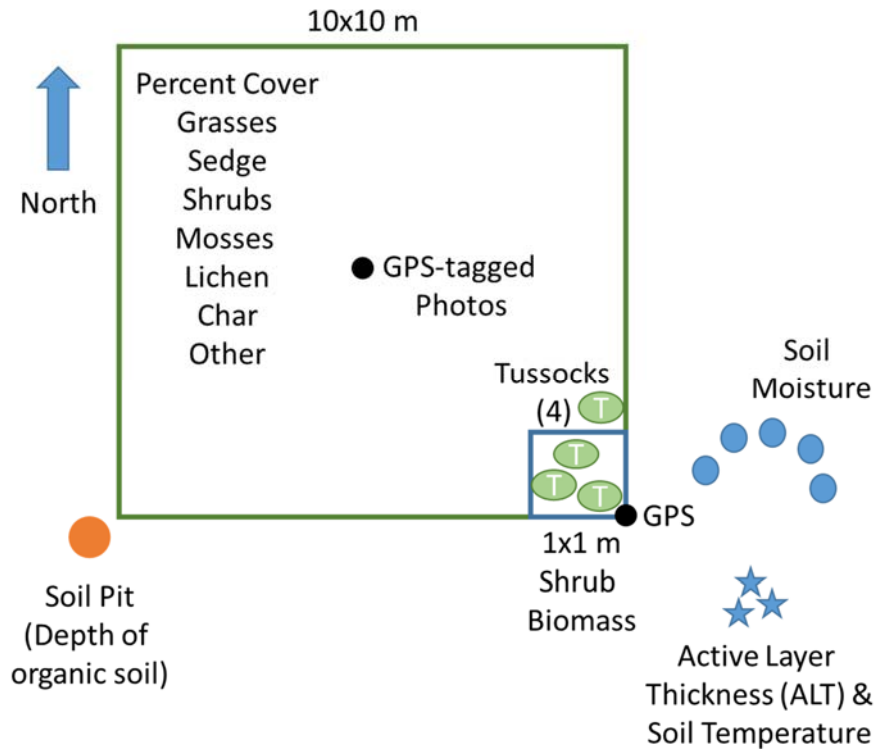 10x10 m
North
Percent Cover
Grasses
Sedge
Shrubs
Mosses
Lichen
Char
Other
GPS-tagged
Photos
Tussocks
(4)
T
T
T
T
GPS
1x1 m
Shrub
Biomass
Soil
Moisture
Soil Pit
(Depth of
organic soil)
Active Layer
Thickness (ALT) &
Soil Temperature